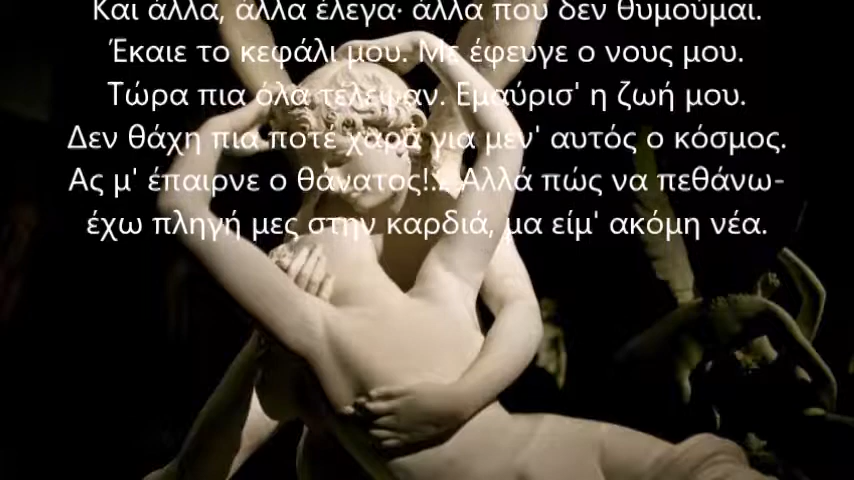 Και άλλα, άλλα έλεγα· άλλα που δεν θυμούμαι.
Έκαιε το κεφάλι μου. Με έφευγε ο νους μου.
Τώρα πια όλα τέλειωσαν. Εμαύρισ' η ζωή μου.
Δεν θάχη πια ποτέ χαρά για μεν' αυτός ο κόσμος.
Ας μ' έπαιρνε ο θάνατος!... Αλλά πώς να πεθάνω-
έχω πληγή μες στην καρδιά, μα είμ' ακόμη νέα.